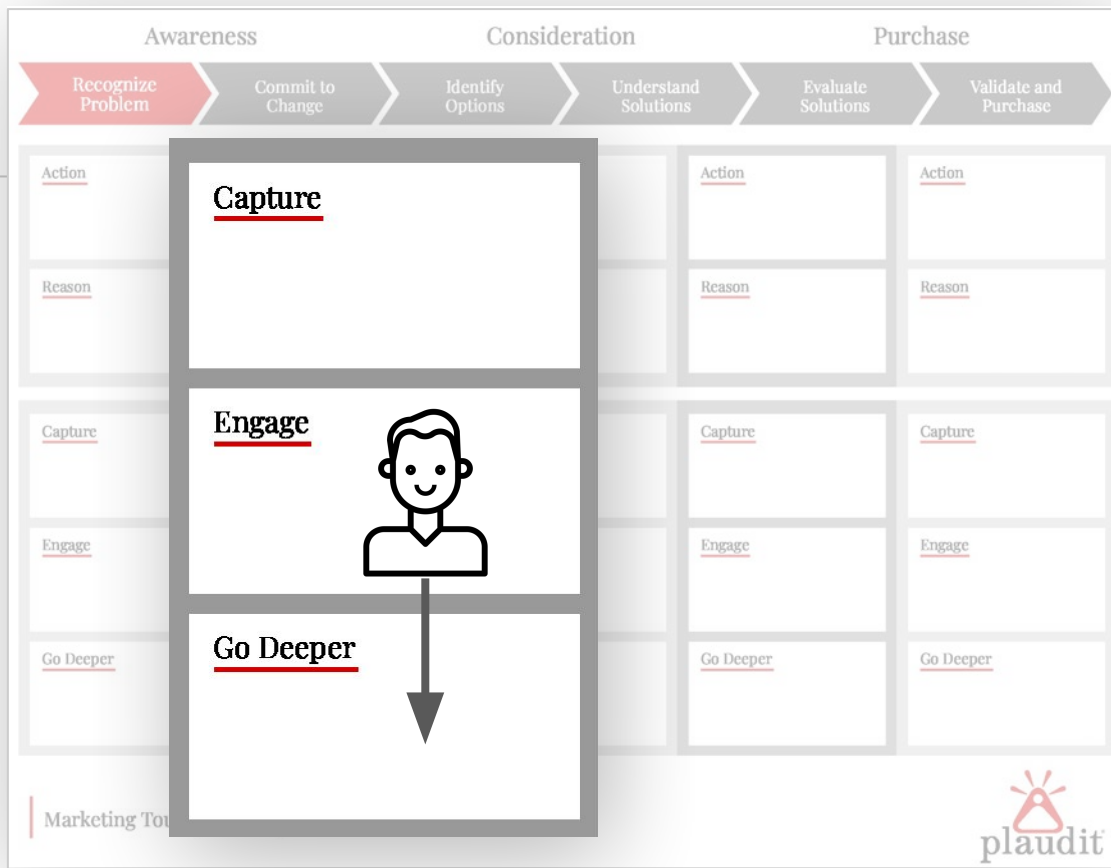 Awareness
Consideration
Purchase
Recognize
Problem
Commit to
Change
Identify
Options
Understand
Solutions
Evaluate
Solutions
Validate and
Purchase
Action
Reason
Capture
Engage
Go Deeper
Capture
Engage
Go Deeper
Action
Reason
Capture
Engage
Go Deeper
Action
Reason
Capture
Engage
Go Deeper
Marketing
plaudit